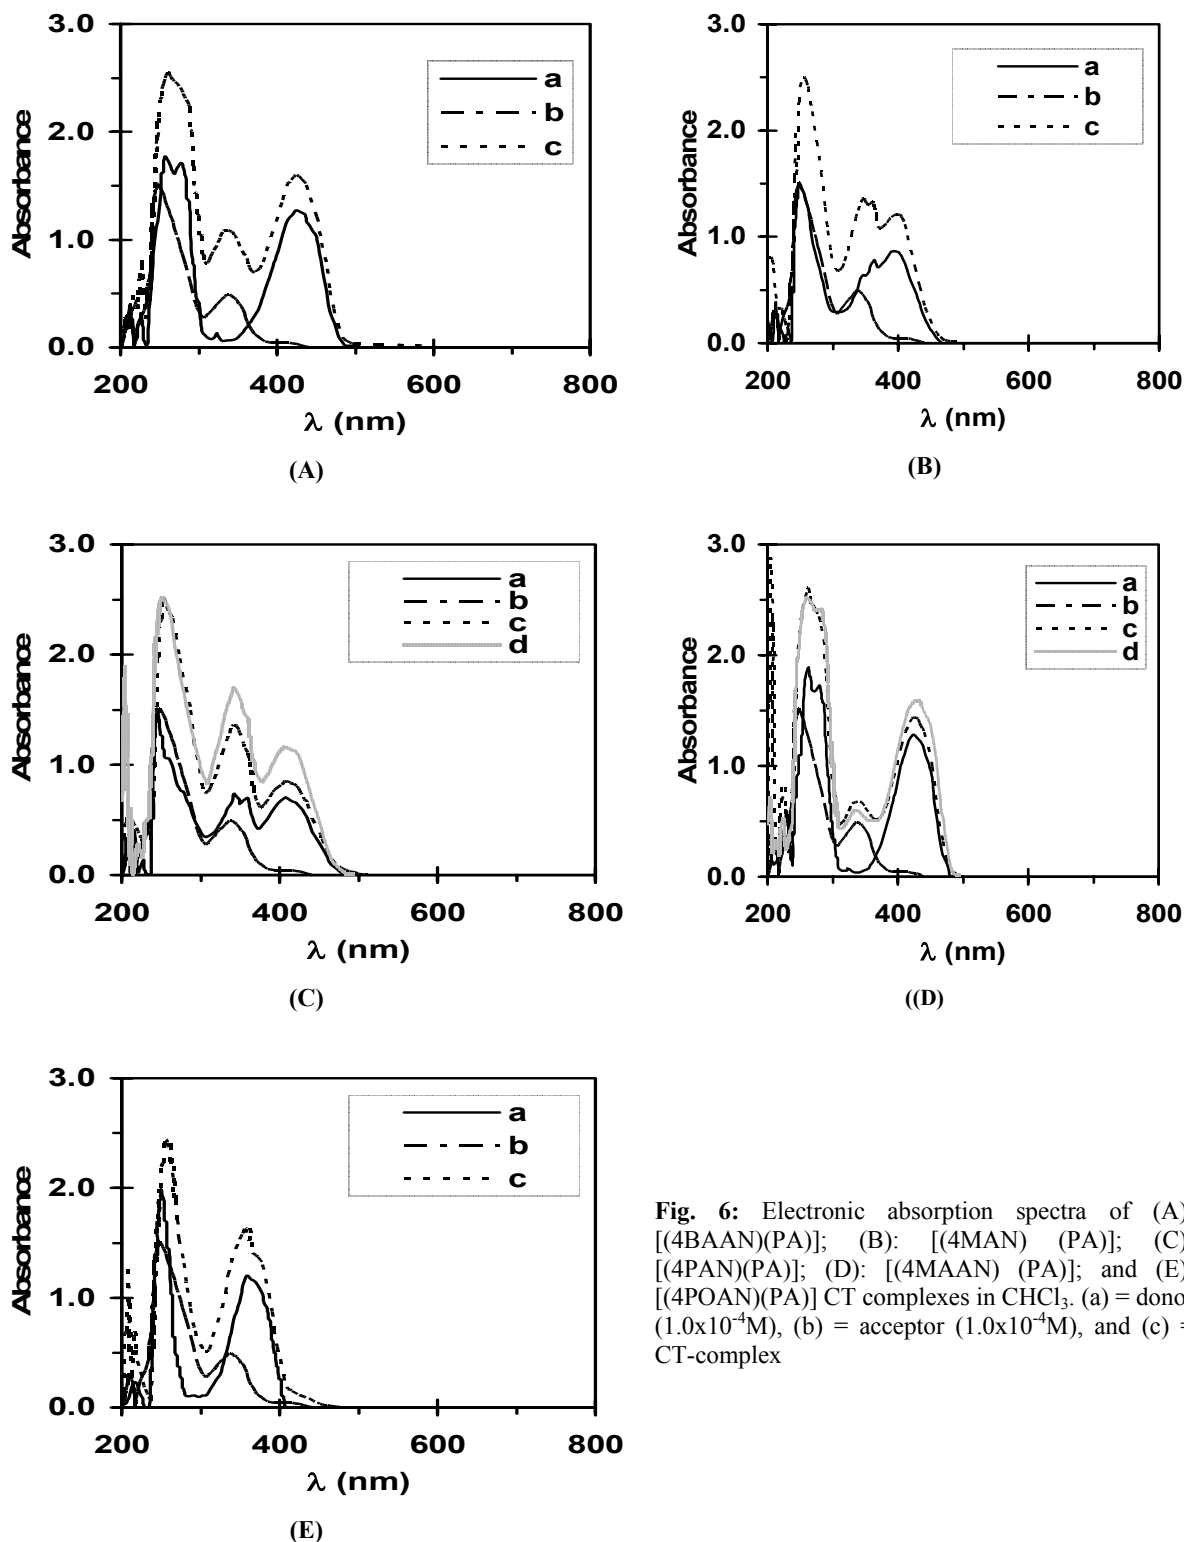 3.0
2.0
1.0
0.0
200
400
600
800
Absorbance
λ (nm)
a
b
c
(A)
3.0
2.0
1.0
0.0
200
400
600
800
Absorbance
λ (nm)
a
b
c
(B)
3.0
2.0
1.0
0.0
200
400
600
800
Absorbance
λ (nm)
a
b
c
d
(C)
3.0
2.0
1.0
0.0
200
400
600
800
Absorbance
λ (nm)
a
b
c
d
((D)
3.0
2.0
1.0
0.0
200
400
600
800
Absorbance
λ (nm)
a
b
c
(E)
Fig. 6: Electronic absorption spectra of (A)
[(4BAAN)(PA)]; (B): [(4MAN) (PA)]; (C)
[(4PAN)(PA)]; (D): [(4MAAN) (PA)]; and (E)
[(4POAN)(PA)] CT complexes in CHCl₃. (a) = dono
(1.0x10⁻⁴M), (b) = acceptor (1.0x10⁻⁴M), and (c) =
CT-complex